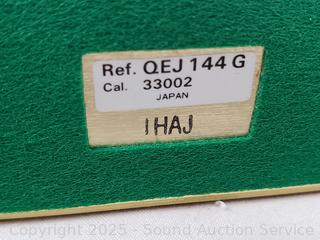 Ref. QEJ 144 G
Cal. 33002
JAPAN
IHAJ
Copyright 2025 - Sound Auction Service